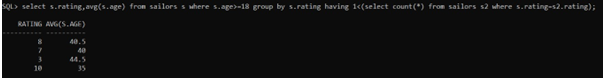 SQL> select s.rating,avg(s.age) from sailors s where s.age>=18 group by s.rating having 1<(select count(*) from sailors s2 where s.rating=s2.rating);
RATING AVG(S.AGE)
---------- ----------
8 40.5
7 40
3 44.5
10 35